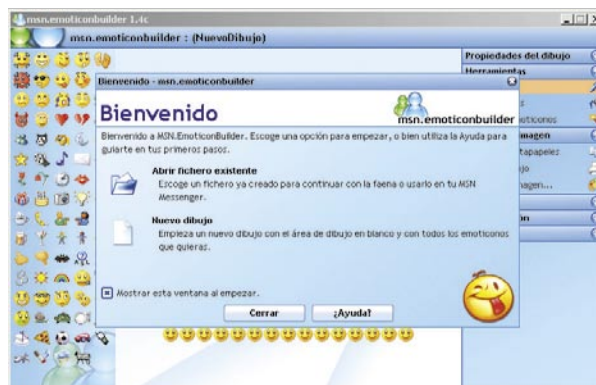 msn.emoticonbuilder 1.4c
msn.emoticonbuilder : (NuevoDibujo)
Propiedades del dibujo
Herramientas
Bienvenido - msn.emoticonbuilder
Bienvenido
msn.emoticonbuilder
Bienvenido a MSN.EmoticonBuilder. Escoge una opción para empezar, o bien utiliza la Ayuda para
guiarte en tus primeros pasos.
Abrir fichero existente
Escoge un fichero ya creado para continuar con la faena o usarlo en tu MSN
Messenger.
Nuevo dibujo
Empieza un nuevo dibujo con el área de dibujo en blanco y con todos los emoticonos
que quieras.
Mostrar esta ventana al empezar.
Cerrar
¿Ayuda?